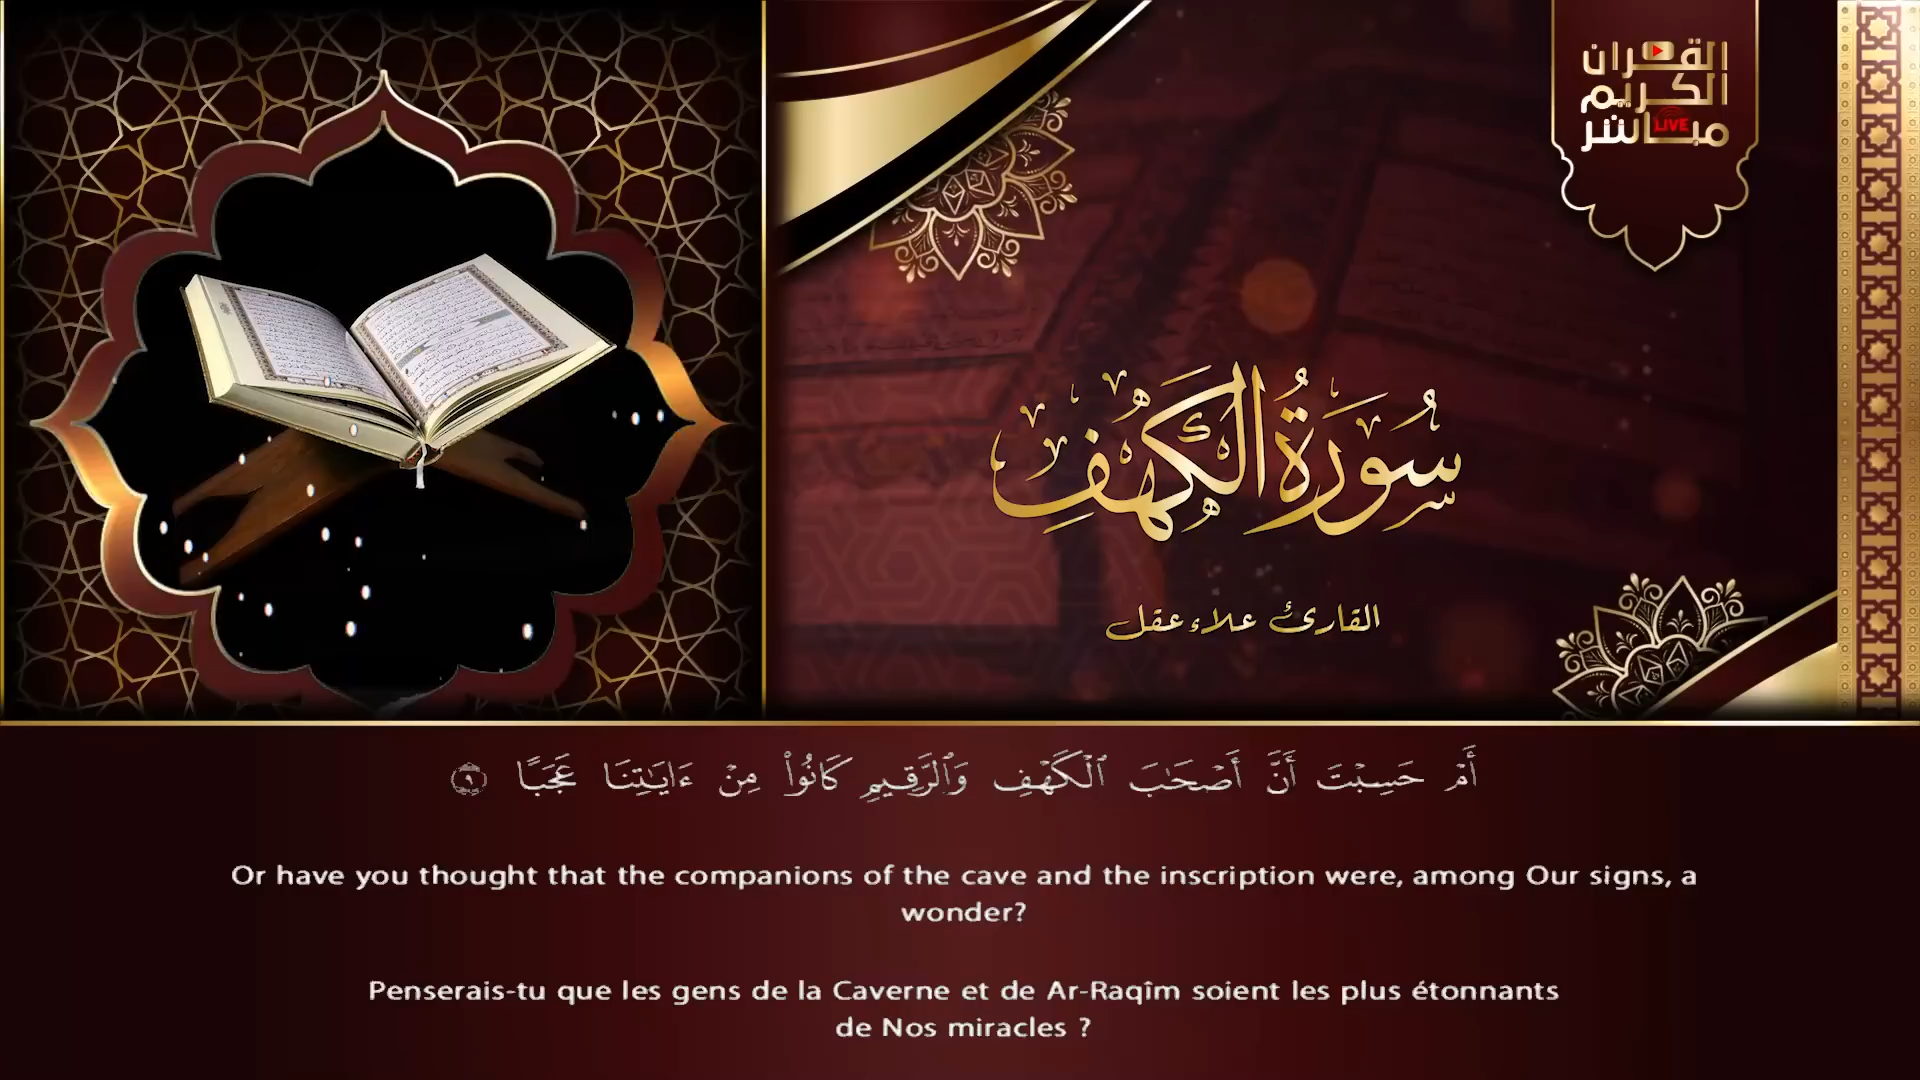 القرآن
الكريم
مباشر
LIVE
سُورَةُ الكَهْفِ
القارئ علاء عقل
أَمْ حَسِبْتَ أَنَّ أَصْحَٰبَ ٱلْكَهْفِ وَٱلرَّقِيمِ كَانُوا۟ مِنْ ءَايَٰتِنَا عَجَبًا ٩
Or have you thought that the companions of the cave and the inscription were, among Our signs, a
wonder?
Penserais-tu que les gens de la Caverne et de Ar-Raqîm soient les plus étonnants
de Nos miracles ?